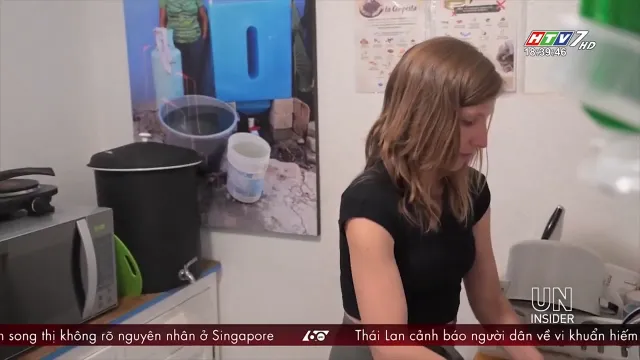 HTV7 HD
18:39:46
UN
INSIDER
n song thị không rõ nguyên nhân ở Singapore 60 Thái Lan cảnh báo người dân về vi khuẩn hiếm